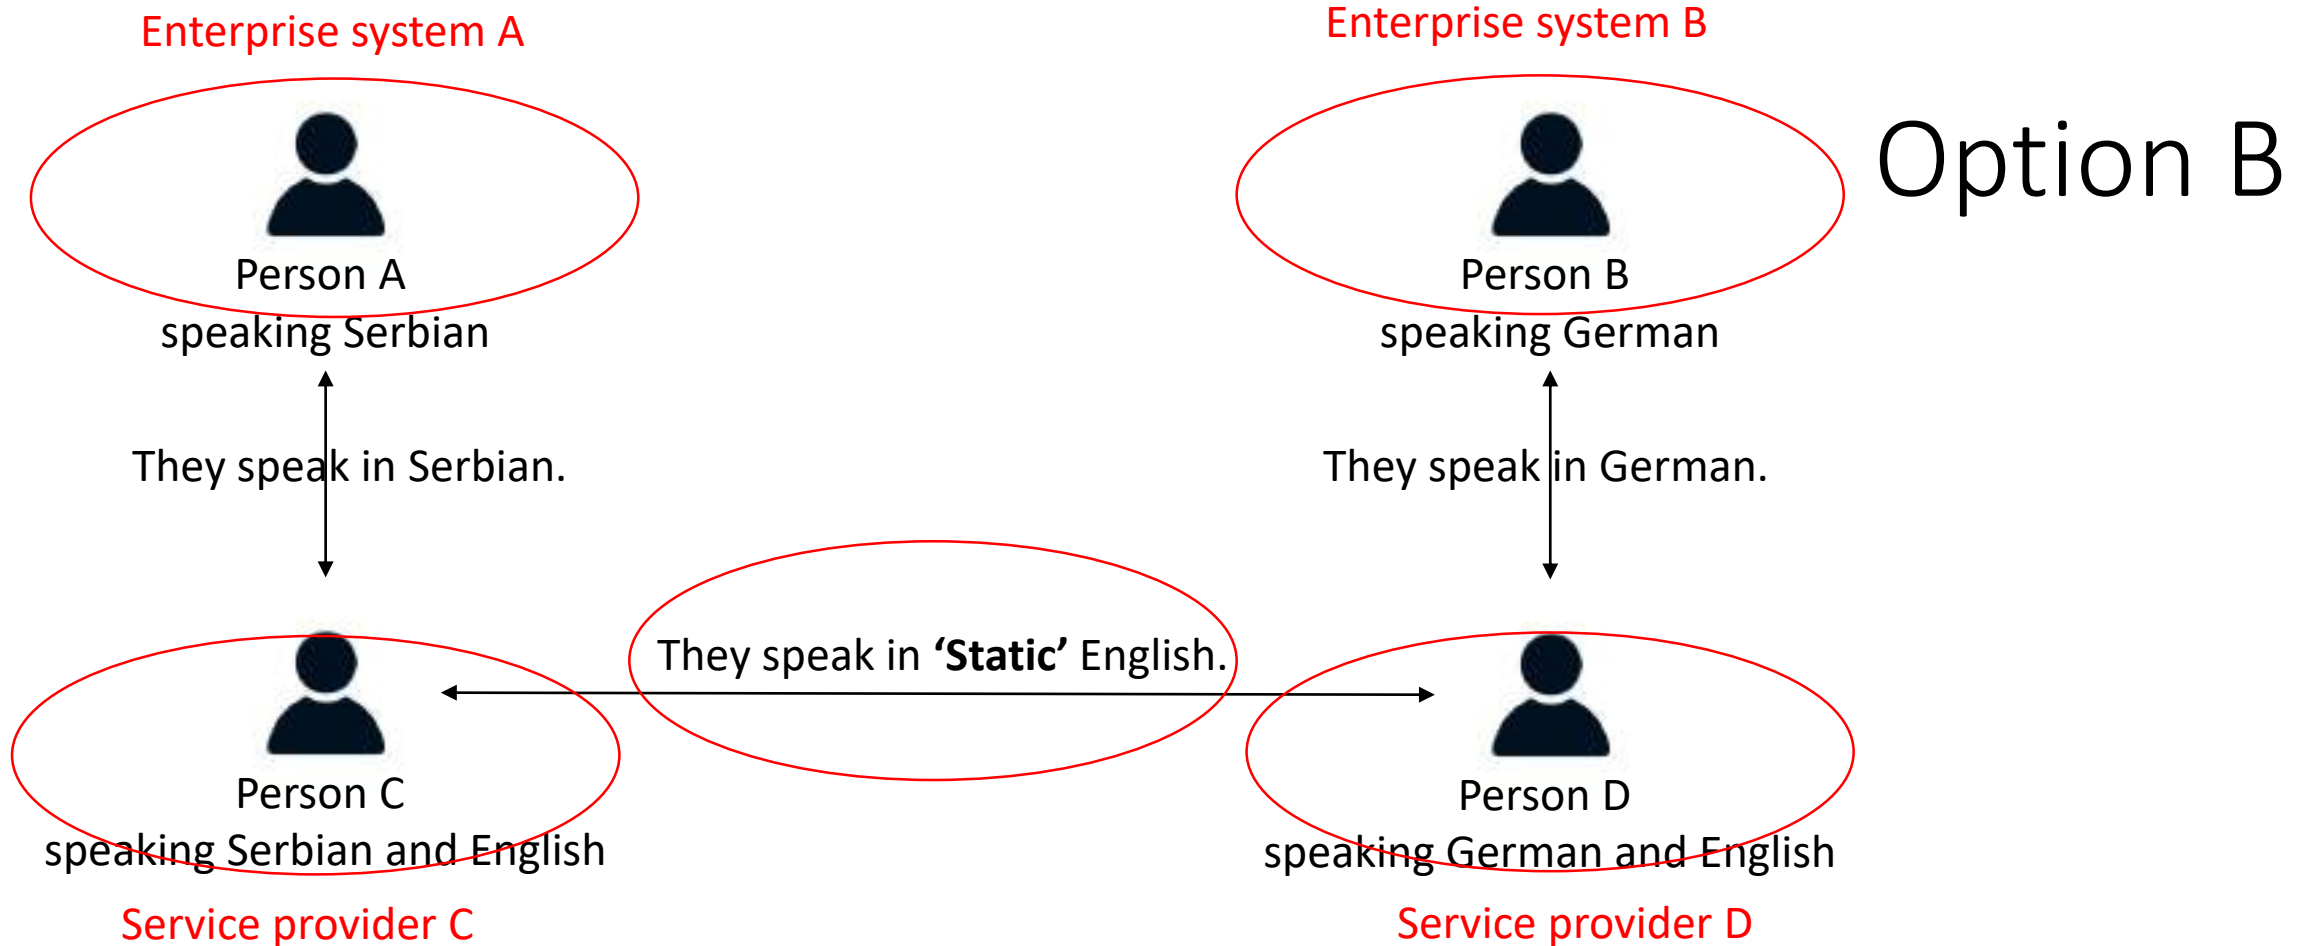 Enterprise system A
Enterprise system B
Option B
Person A
speaking Serbian
Person B
speaking German
They speak in Serbian.
They speak in German.
They speak in ‘Static’ English.
Person C
speaking Serbian and English
Person D
speaking German and English
Service provider C
Service provider D